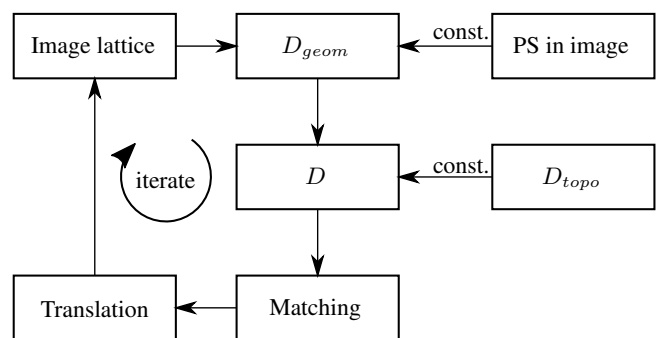 Image lattice
D_geom
const.
PS in image
iterate
D
const.
D_topo
Translation
Matching